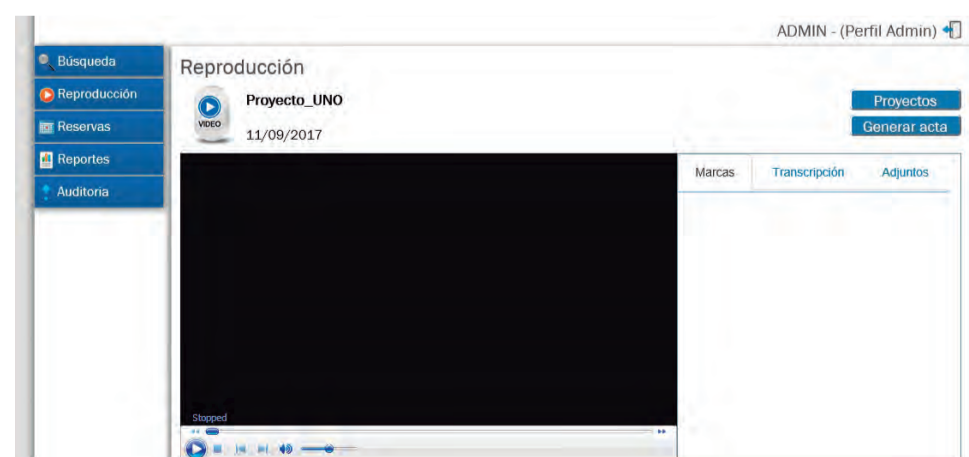 ADMIN - (Perfil Admin)
Búsqueda
Reproducción
Reservas
Reportes
Auditoria
Reproducción
VIDEO
Proyecto_UNO
11/09/2017
Proyectos
Generar acta
Marcas Transcripción Adjuntos
Stopped